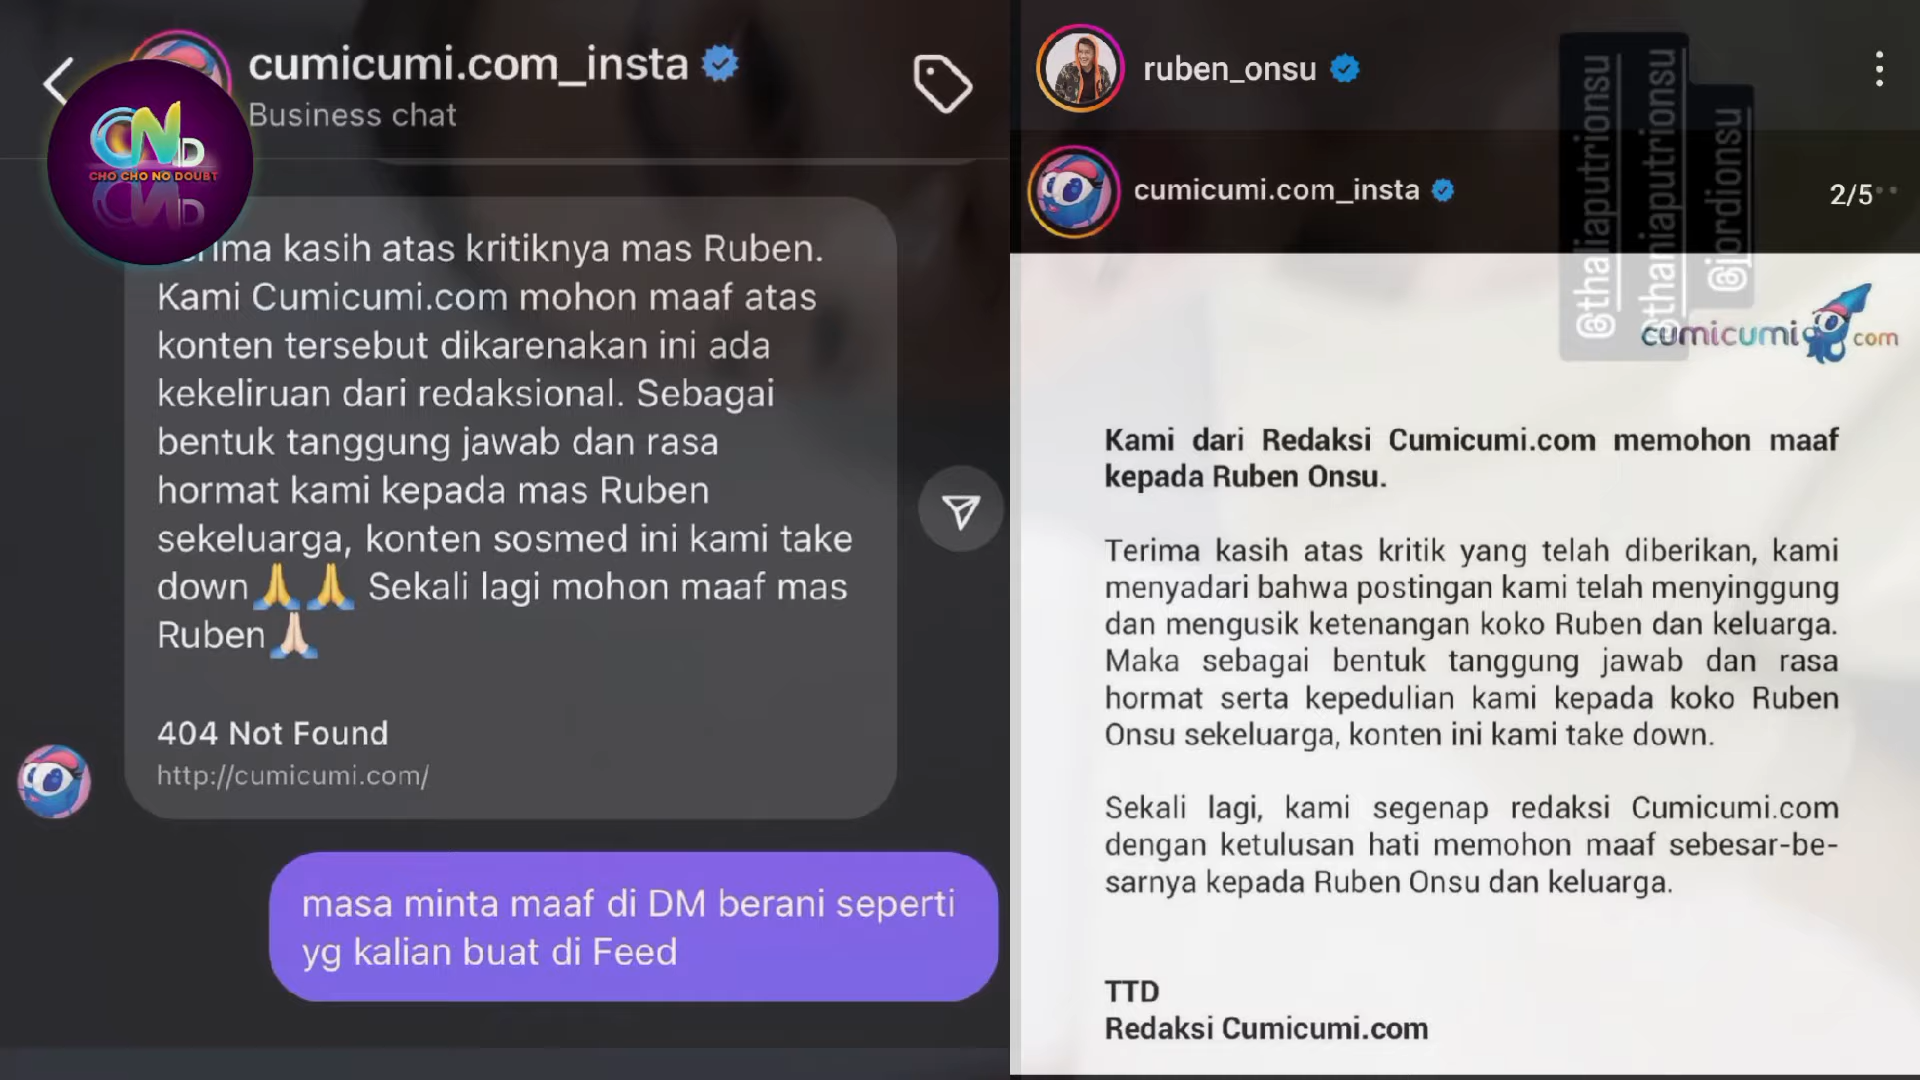 cumicumi.com_insta
Business chat
CND
CHO CHO NO DOUBT
ima kasih atas kritiknya mas Ruben.
Kami Cumicumi.com mohon maaf atas
konten tersebut dikarenakan ini ada
kekeliruan dari redaksional. Sebagai
bentuk tanggung jawab dan rasa
hormat kami kepada mas Ruben
sekeluarga, konten sosmed ini kami take
down🙏🙏 Sekali lagi mohon maaf mas
Ruben🙏🏻
404 Not Found
http://cumicumi.com/
masa minta maaf di DM berani seperti
yg kalian buat di Feed
ruben_onsu
cumicumi.com_insta
2/5
@thaliaputrionsu
@thaniaputrionsu
@jordionsu
cumicumi.com
Kami dari Redaksi Cumicumi.com memohon maaf
kepada Ruben Onsu.
Terima kasih atas kritik yang telah diberikan, kami
menyadari bahwa postingan kami telah menyinggung
dan mengusik ketenangan koko Ruben dan keluarga.
Maka sebagai bentuk tanggung jawab dan rasa
hormat serta kepedulian kami kepada koko Ruben
Onsu sekeluarga, konten ini kami take down.
Sekali lagi, kami segenap redaksi Cumicumi.com
dengan ketulusan hati memohon maaf sebesar-be-
sarnya kepada Ruben Onsu dan keluarga.
TTD
Redaksi Cumicumi.com